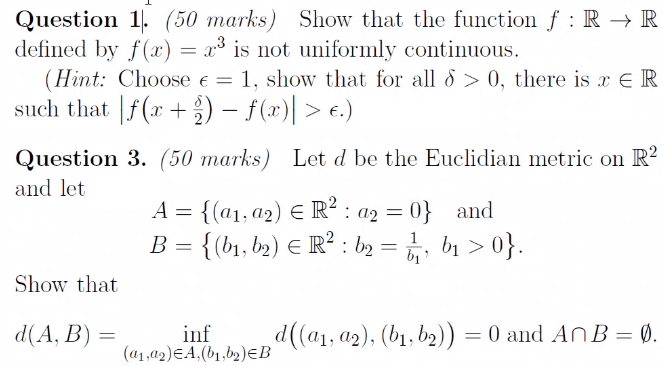 Question 1. (50 marks) Show that the function f : ℝ → ℝ
defined by f(x) = x³ is not uniformly continuous.
(Hint: Choose ϵ = 1, show that for all δ > 0, there is x ∈ ℝ
such that |f(x + δ/2) − f(x)| > ϵ.)
Question 3. (50 marks) Let d be the Euclidian metric on ℝ²
and let
A = {(a₁, a₂) ∈ ℝ² : a₂ = 0} and
B = {(b₁, b₂) ∈ ℝ² : b₂ = 1/b₁, b₁ > 0}.
Show that
d(A, B) = inf_{(a₁,a₂)∈A,(b₁,b₂)∈B} d((a₁, a₂), (b₁, b₂)) = 0 and A∩B = ∅.